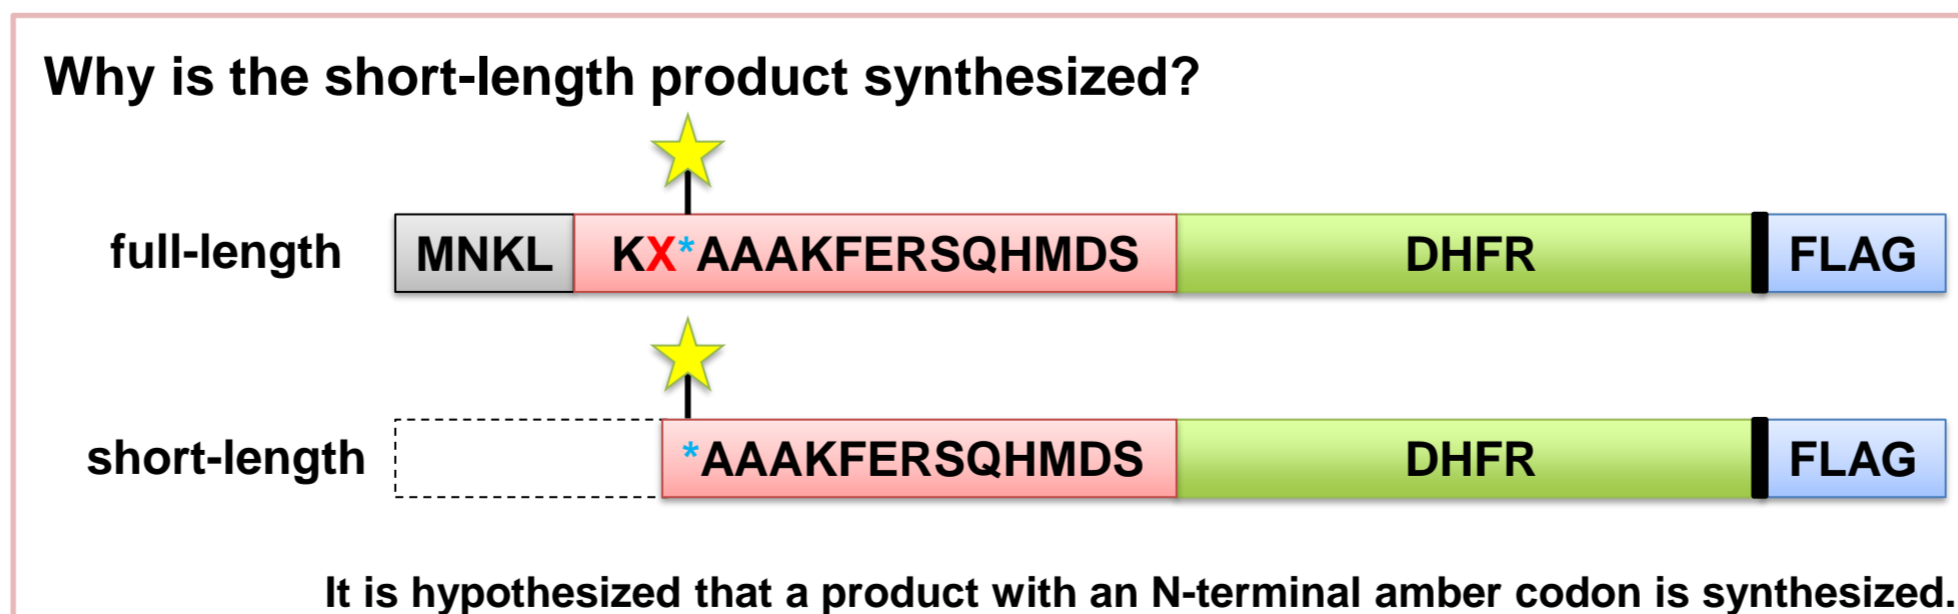 Why is the short-length product synthesized?
full-length MNKL KX*AAAKFERSQHMDS DHFR FLAG
short-length *AAAKFERSQHMDS DHFR FLAG
It is hypothesized that a product with an N-terminal amber codon is synthesized.